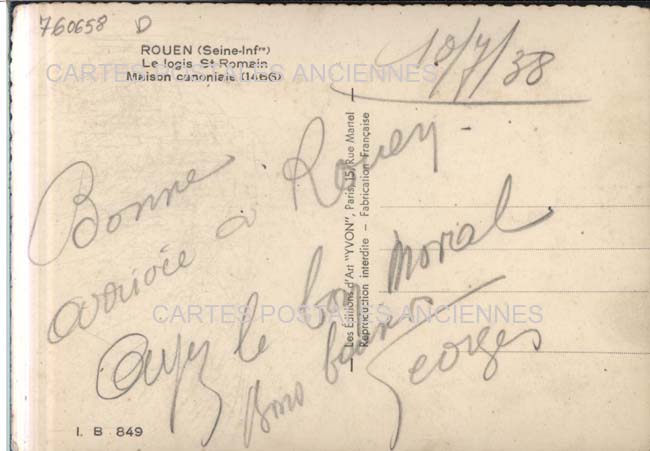 760658 D
ROUEN (Seine-Infre)
Le logis St-Romain
Maison canoniale (1466)
CARTES POSTALES ANCIENNES
10/7/38
Bonne
arrivée a Rouen
ayez le bon moral
Bons baisers
Georges
— Les Editions d'Art "YVON", Paris, 15, Rue Martel —
Reproduction interdite — Fabrication Française
CARTES POSTALES ANCIENNES
I. B 849